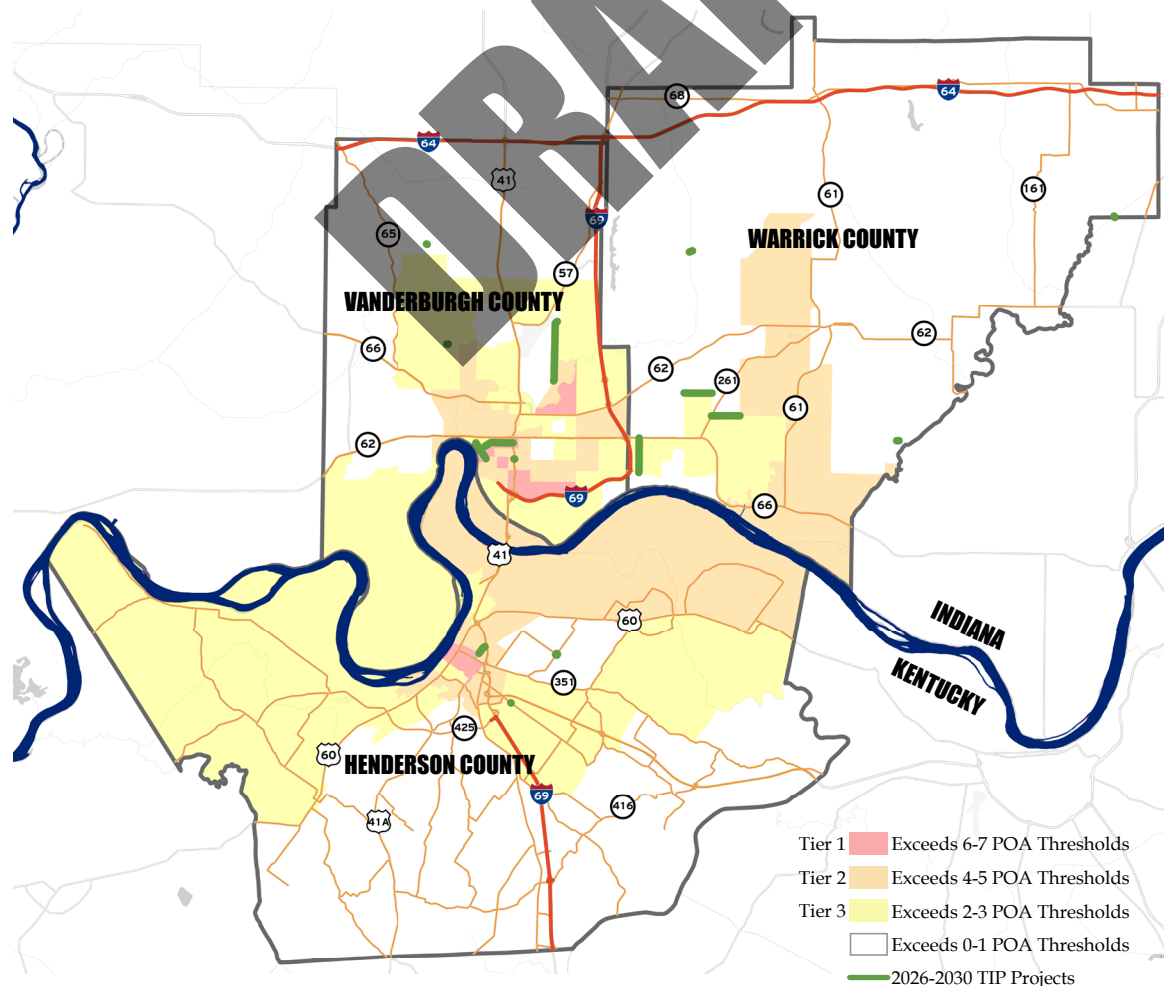 DRA
68
64
64
41
61
161
69
65
WARRICK COUNTY
57
VANDERBURGH COUNTY
62
66
62
261
61
62
69
66
41
INDIANA
60
KENTUCKY
351
425
60
HENDERSON COUNTY
69
416
41A
Tier 1 Exceeds 6-7 POA Thresholds
Tier 2 Exceeds 4-5 POA Thresholds
Tier 3 Exceeds 2-3 POA Thresholds
Exceeds 0-1 POA Thresholds
2026-2030 TIP Projects